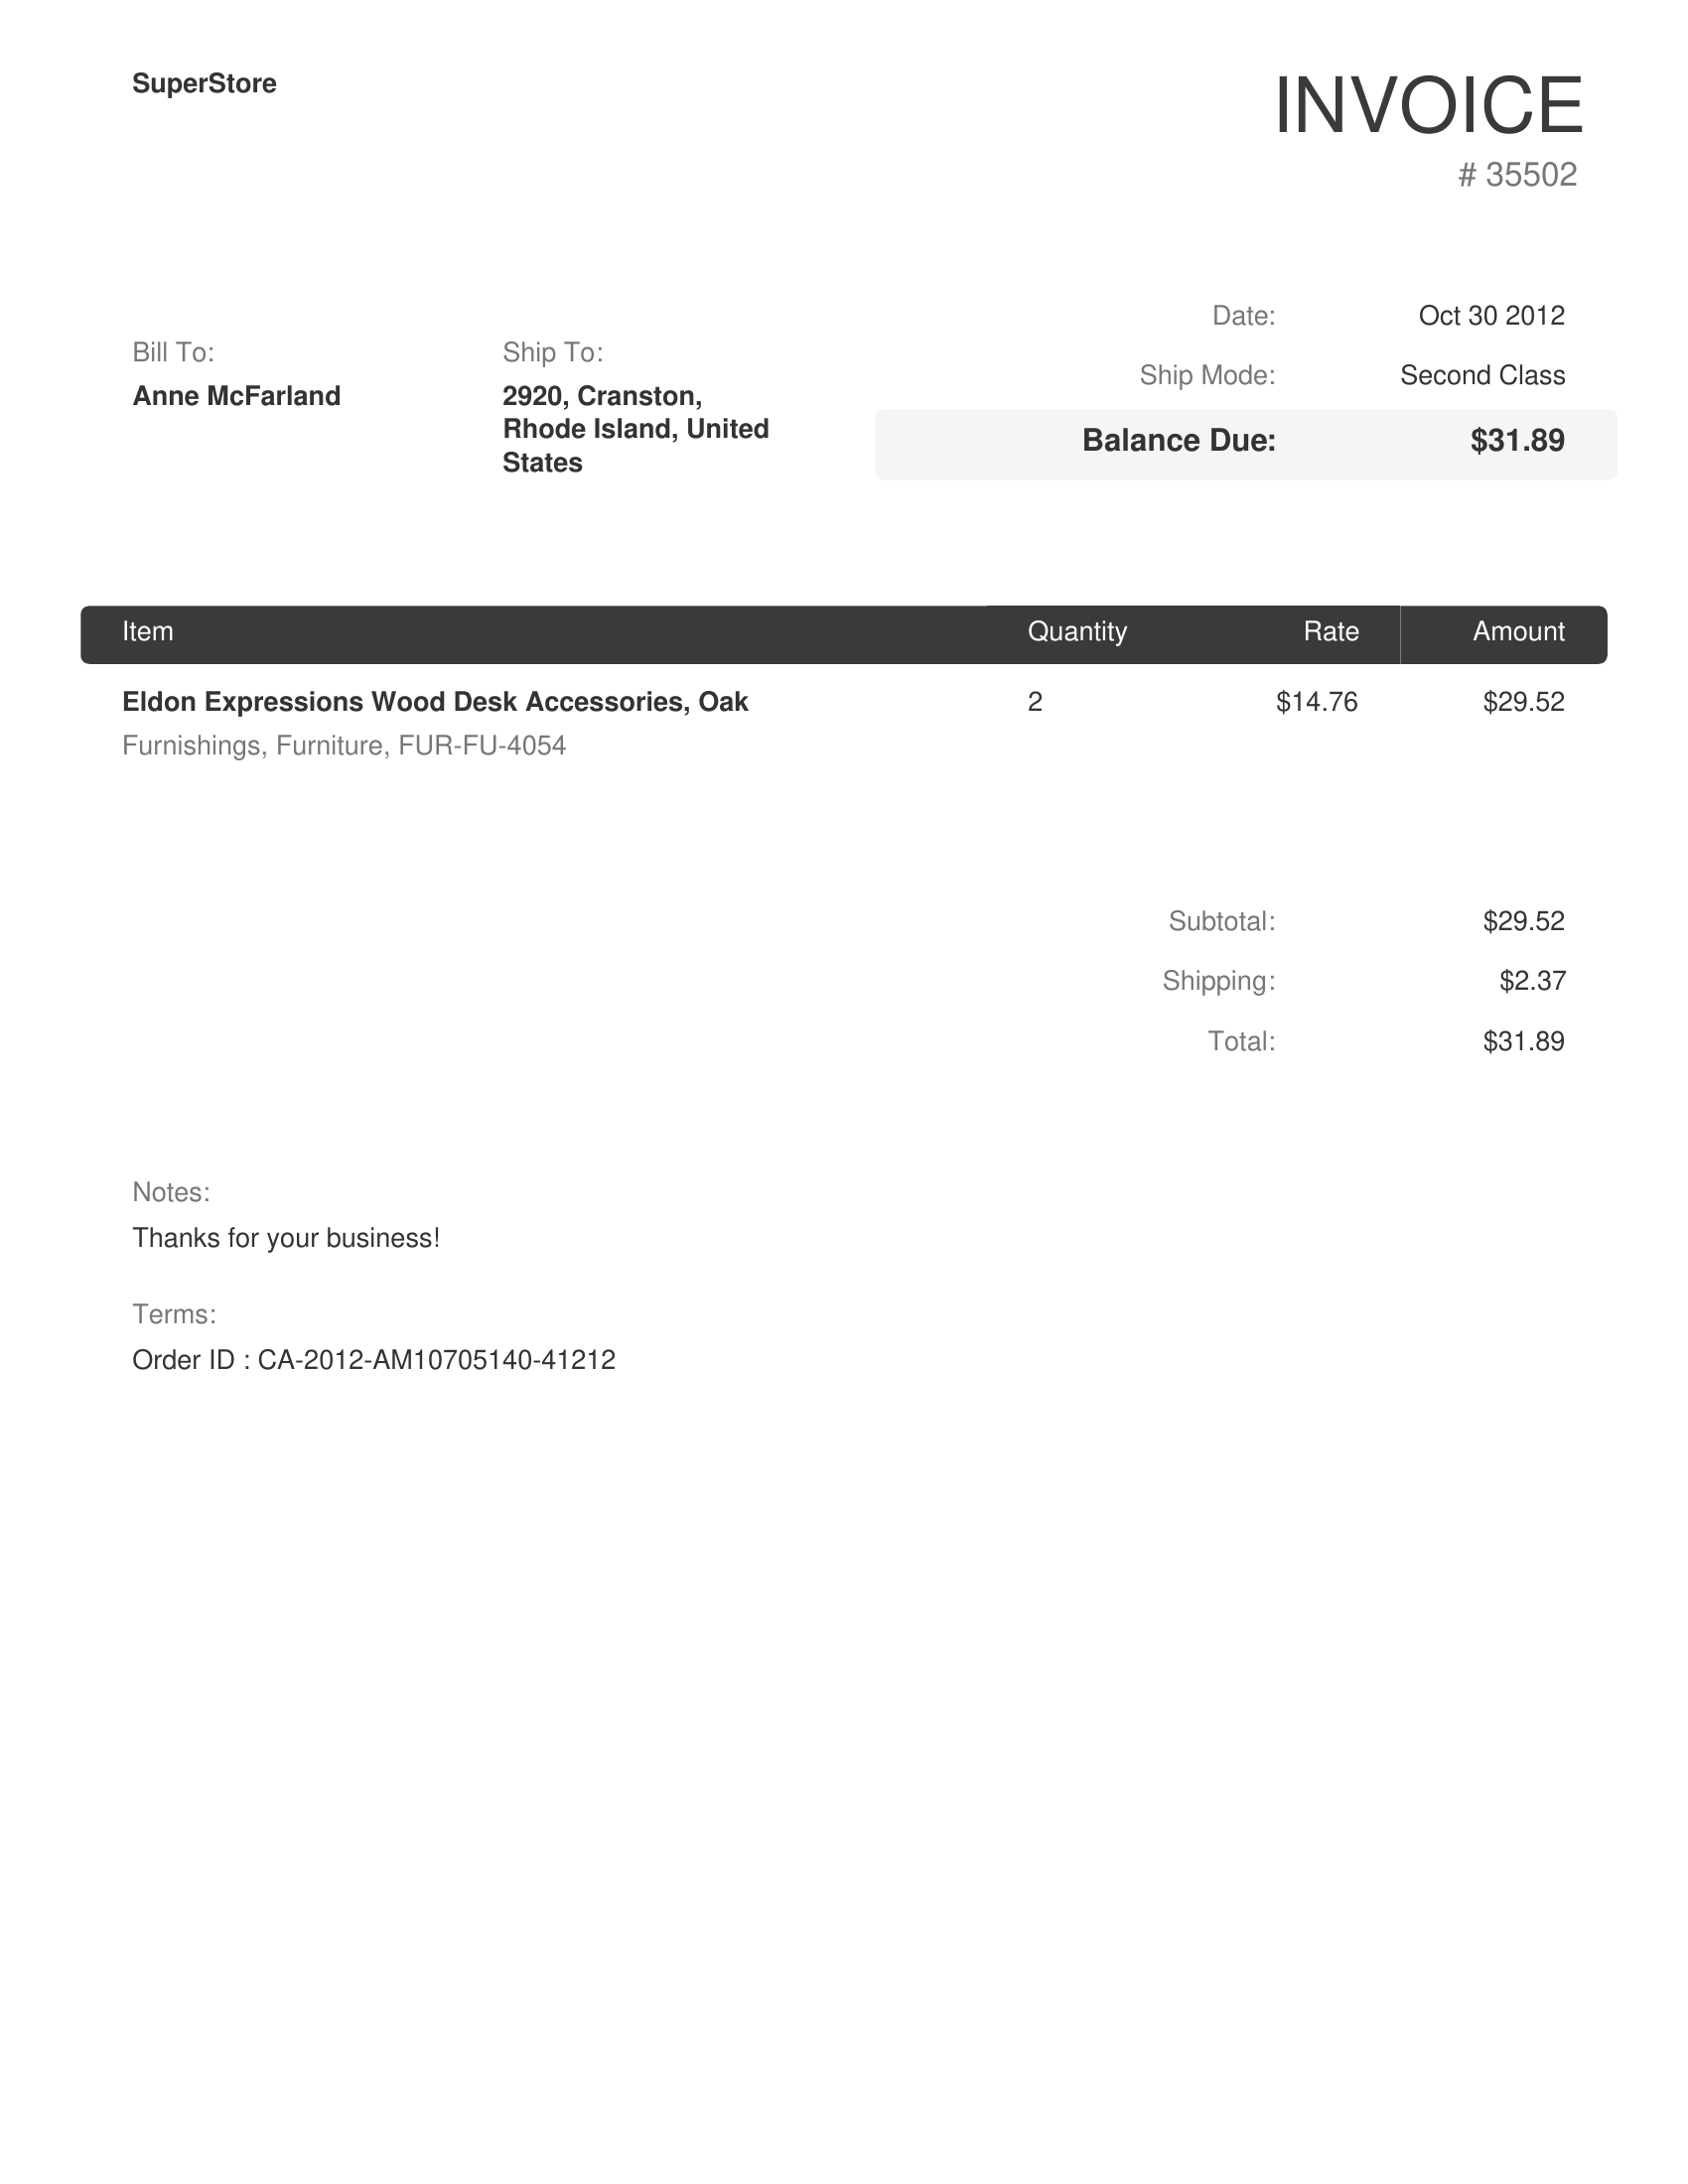 SuperStore
INVOICE
# 35502
Date: Oct 30 2012
Ship Mode: Second Class
Balance Due: $31.89
Bill To:
Anne McFarland
Ship To:
2920, Cranston,
Rhode Island, United
States
Item Quantity Rate Amount
Eldon Expressions Wood Desk Accessories, Oak 2 $14.76 $29.52
Furnishings, Furniture, FUR-FU-4054
Subtotal: $29.52
Shipping: $2.37
Total: $31.89
Notes:
Thanks for your business!
Terms:
Order ID : CA-2012-AM10705140-41212